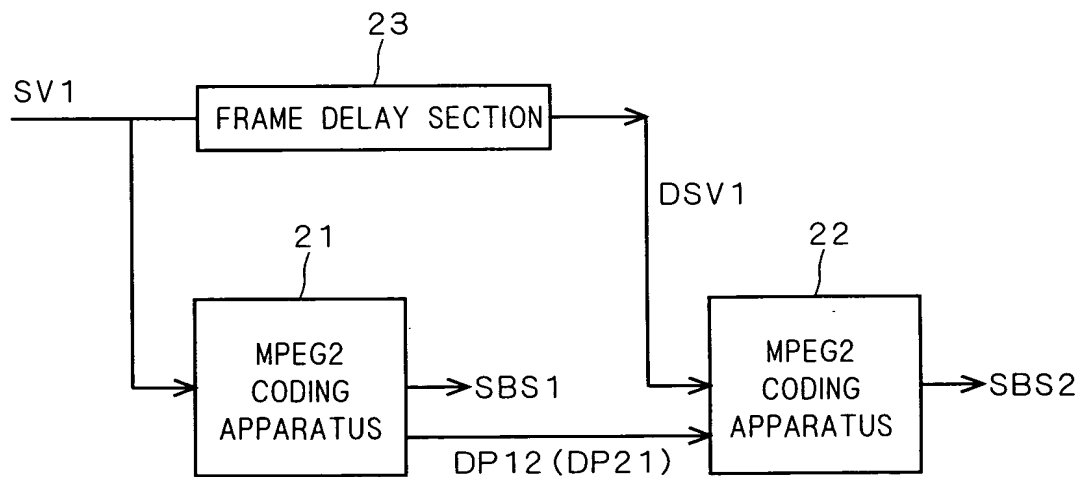 23
SV1
FRAME DELAY SECTION
DSV1
21
22
MPEG2
CODING
APPARATUS
MPEG2
CODING
APPARATUS
SBS1
SBS2
DP12(DP21)